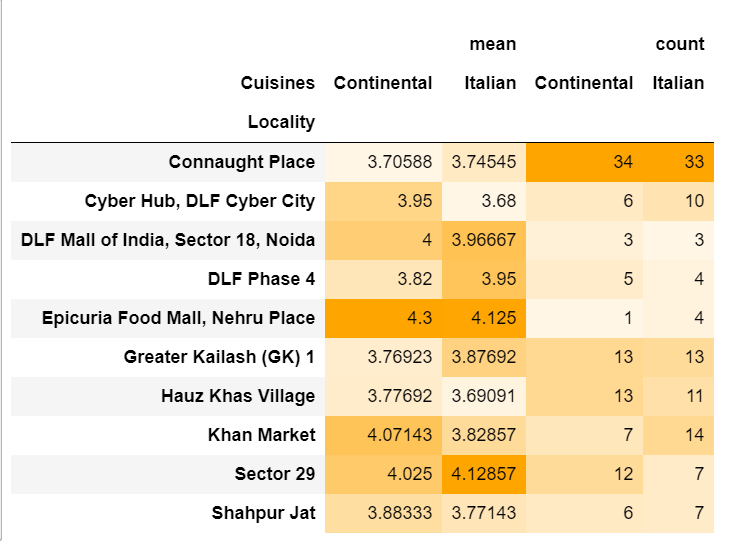 mean count
Cuisines Continental Italian Continental Italian
Locality
Connaught Place 3.70588 3.74545 34 33
Cyber Hub, DLF Cyber City 3.95 3.68 6 10
DLF Mall of India, Sector 18, Noida 4 3.96667 3 3
DLF Phase 4 3.82 3.95 5 4
Epicuria Food Mall, Nehru Place 4.3 4.125 1 4
Greater Kailash (GK) 1 3.76923 3.87692 13 13
Hauz Khas Village 3.77692 3.69091 13 11
Khan Market 4.07143 3.82857 7 14
Sector 29 4.025 4.12857 12 7
Shahpur Jat 3.88333 3.77143 6 7